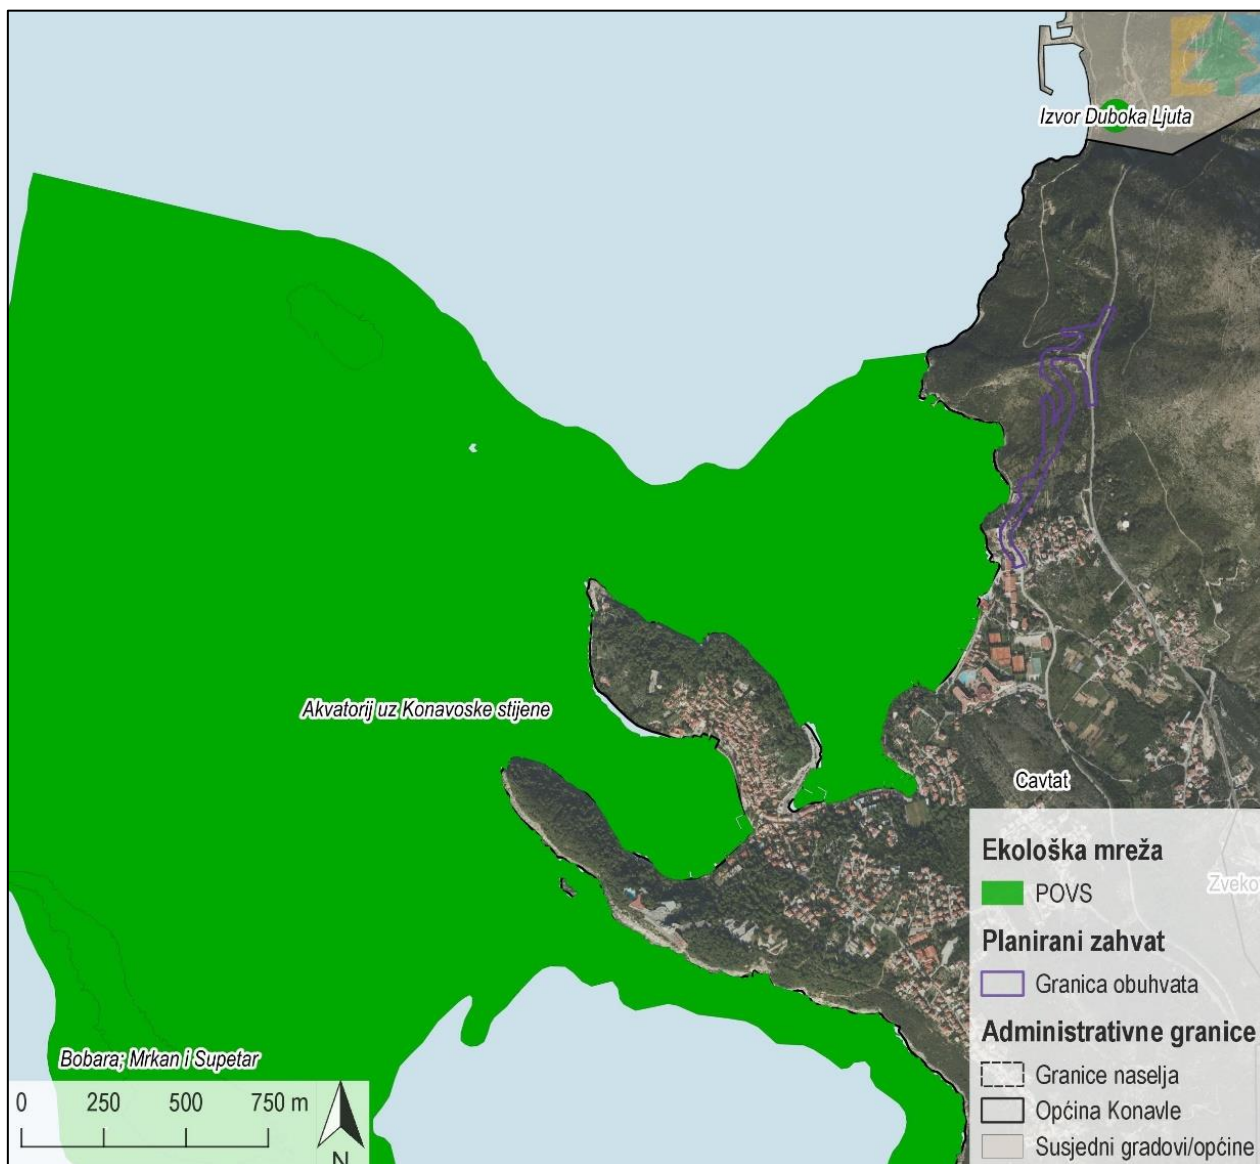 Izvor Duboka Ljuta
Akvatorij uz Konavoske stijene
Cavtat
Bobara; Mrkan i Supetar
0 250 500 750 m
N
Ekološka mreža
POVS
Planirani zahvat
Granica obuhvata
Administrativne granice
Granice naselja
Općina Konavle
Susjedni gradovi/općine